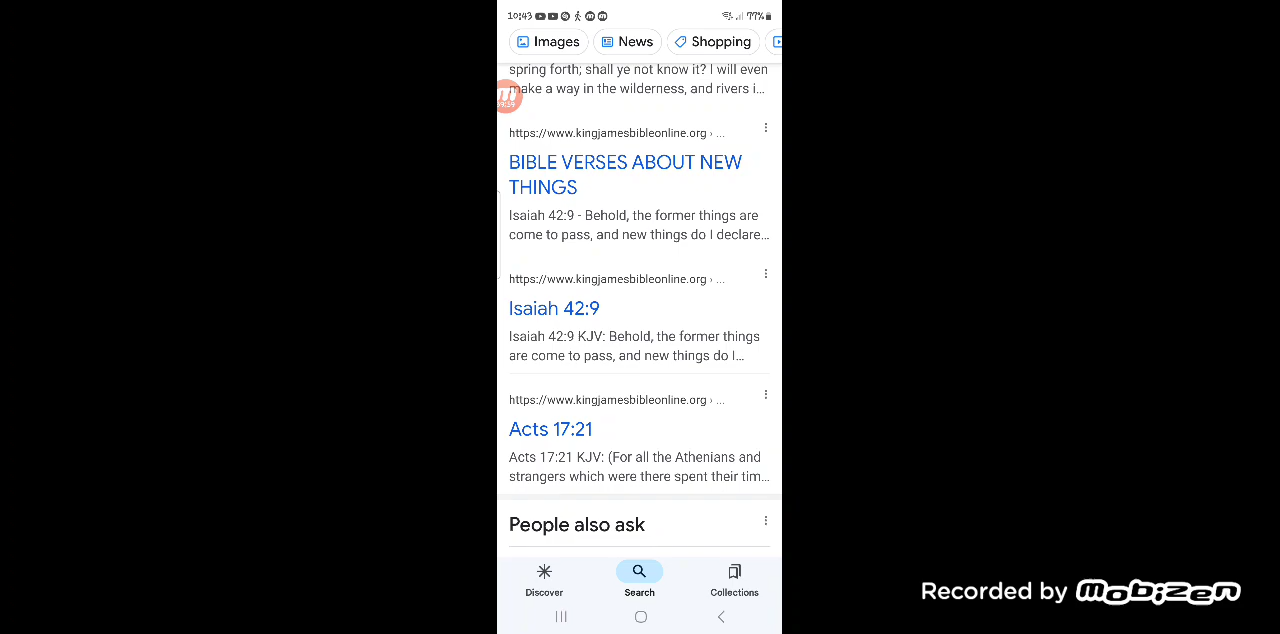 10:43
77%
Images
News
Shopping
spring forth; shall ye not know it? I will even
make a way in the wilderness, and rivers i...
https://www.kingjamesbibleonline.org › ...
BIBLE VERSES ABOUT NEW
THINGS
Isaiah 42:9 - Behold, the former things are
come to pass, and new things do I declare...
https://www.kingjamesbibleonline.org › ...
Isaiah 42:9
Isaiah 42:9 KJV: Behold, the former things
are come to pass, and new things do I...
https://www.kingjamesbibleonline.org › ...
Acts 17:21
Acts 17:21 KJV: (For all the Athenians and
strangers which were there spent their tim...
People also ask
Discover
Search
Collections
Recorded by mobizen